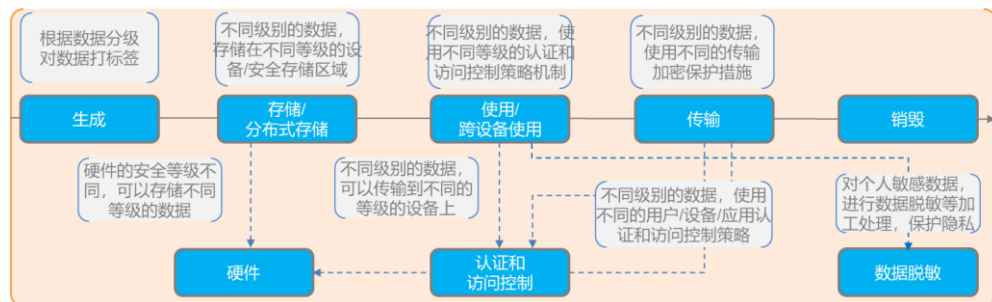 根据数据分级
对数据打标签
不同级别的数据,
存储在不同等级的设
备/安全存储区域
不同级别的数据，使
用不同等级的认证和
访问控制策略机制
不同级别的数据，
使用不同的传输
加密保护措施
生成
存储/
分布式存储
使用/
跨设备使用
传输
销毁
硬件的安全等级不
同，可以存储不同
等级的数据
不同级别的数据，
可以传输到不同的
等级的设备上
不同级别的数据，使用
不同的用户/设备/应用认
证和访问控制策略
对个人敏感数据，
进行数据脱敏等加
工处理，保护隐私
硬件
认证和
访问控制
数据脱敏